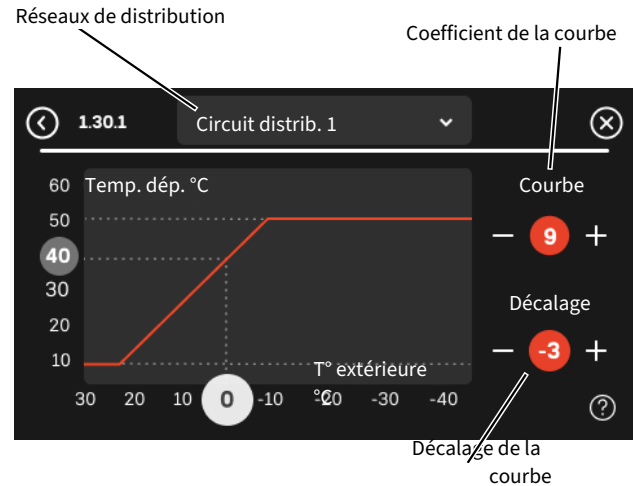 Réseaux de distribution
Coefficient de la courbe
1.30.1
Circuit distrib. 1
60
Temp. dép. °C
Courbe
50
40
9
30
Décalage
20
10
-3
T° extérieure
°C
30 20 10 0 -10 -20 -30 -40
?
Décalage de la
courbe